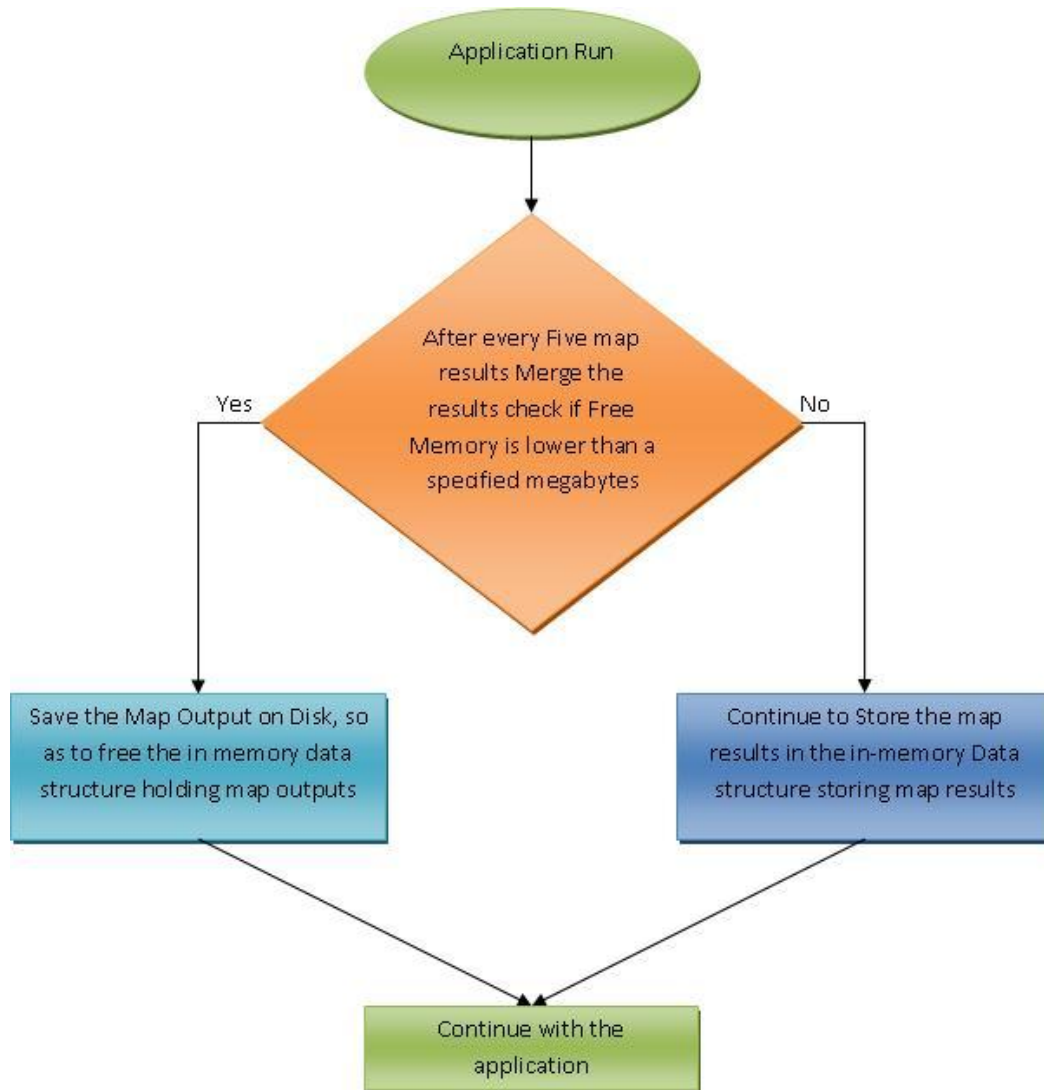 Application Run
After every Five map
results Merge the
results check if Free
Memory is lower than a
specified megabytes
Yes
No
Save the Map Output on Disk, so
as to free the in memory data
structure holding map outputs
Continue to Store the map
results in the in-memory Data
structure storing map results
Continue with the
application